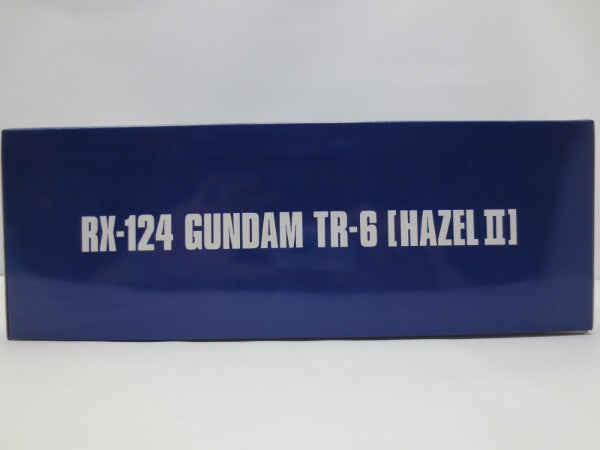 RX-124 GUNDAM TR-6 [HAZEL II]